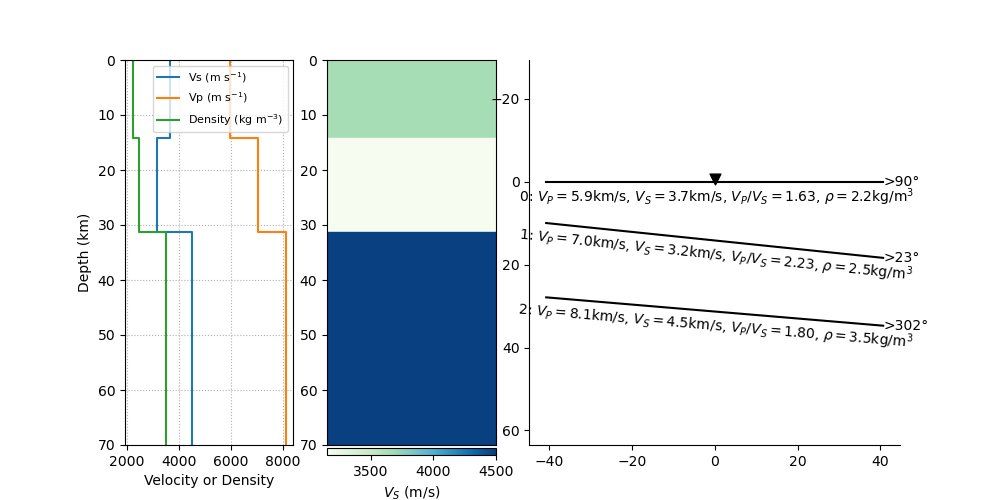 0
10
20
30
40
50
60
70
Depth (km)
Vs (m s⁻¹)
Vp (m s⁻¹)
Density (kg m⁻³)
2000 4000 6000 8000
Velocity or Density
0
10
20
30
40
50
60
70
3500 4000 4500
V_S (m/s)
−20
0
20
40
60
>90°
0: V_P = 5.9km/s, V_S = 3.7km/s, V_P/V_S = 1.63, ρ = 2.2kg/m³
>23°
1: V_P = 7.0km/s, V_S = 3.2km/s, V_P/V_S = 2.23, ρ = 2.5kg/m³
>302°
2: V_P = 8.1km/s, V_S = 4.5km/s, V_P/V_S = 1.80, ρ = 3.5kg/m³
−40 −20 0 20 40